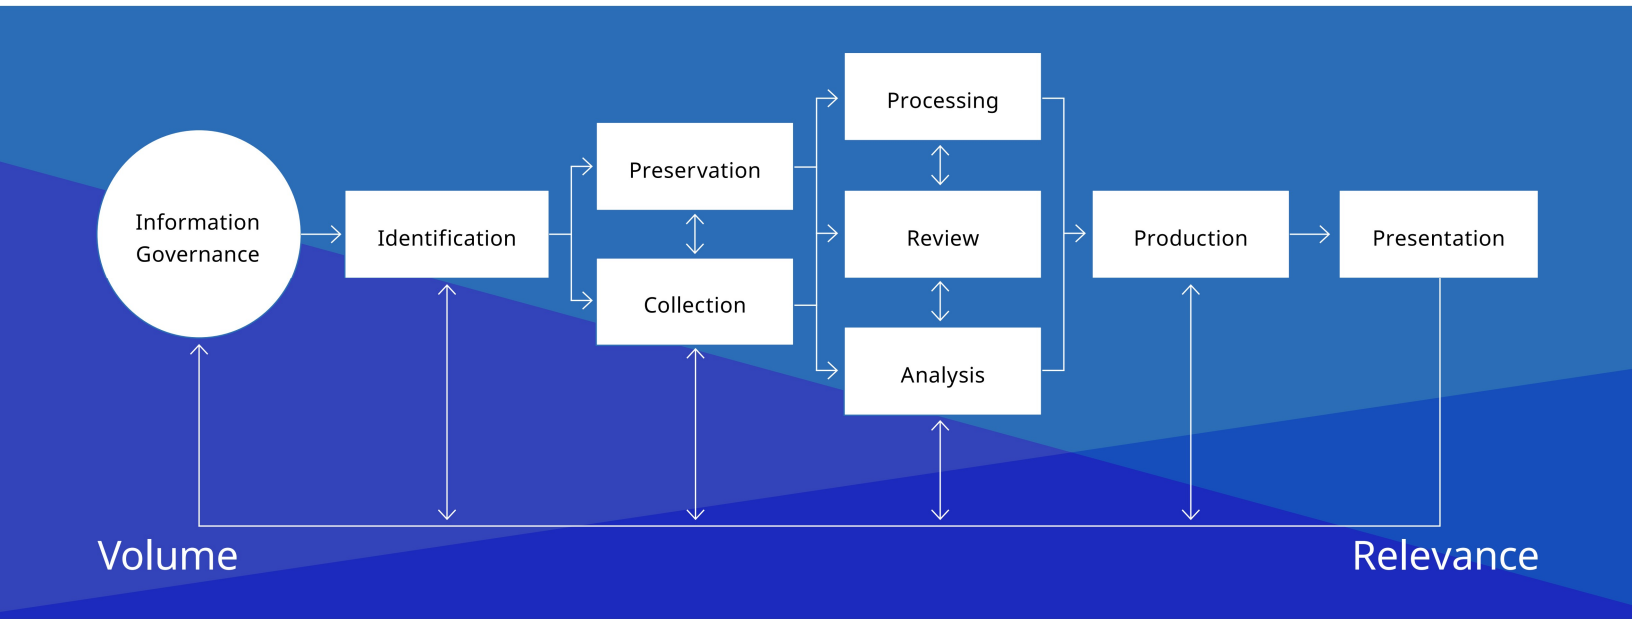 Information
Governance
Identification
Preservation
Collection
Processing
Review
Analysis
Production
Presentation
Volume
Relevance